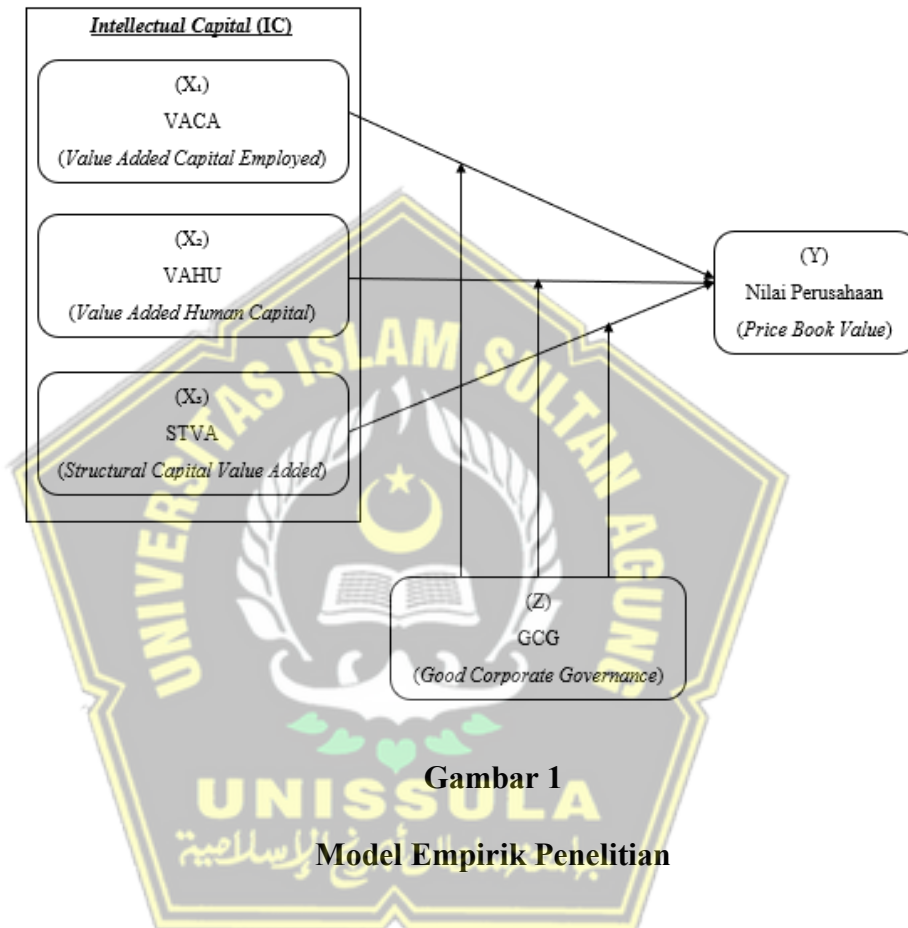 Intellectual Capital (IC)
(X₁)
VACA
(Value Added Capital Employed)
(X₂)
VAHU
(Value Added Human Capital)
(X₃)
STVA
(Structural Capital Value Added)
(Y)
Nilai Perusahaan
(Price Book Value)
(Z)
GCG
(Good Corporate Governance)
UNIVERSITAS ISLAM SULTAN AGUNG
UNISSULA
جامعة سلطان أجونج الإسلامية
Gambar 1
Model Empirik Penelitian